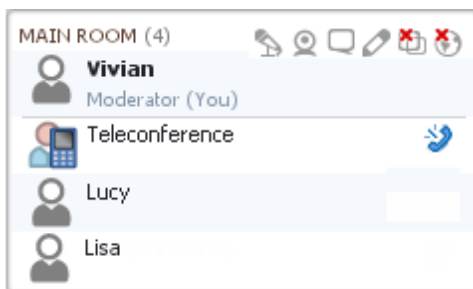 MAIN ROOM (4)
Vivian
Moderator (You)
Teleconference
Lucy
Lisa